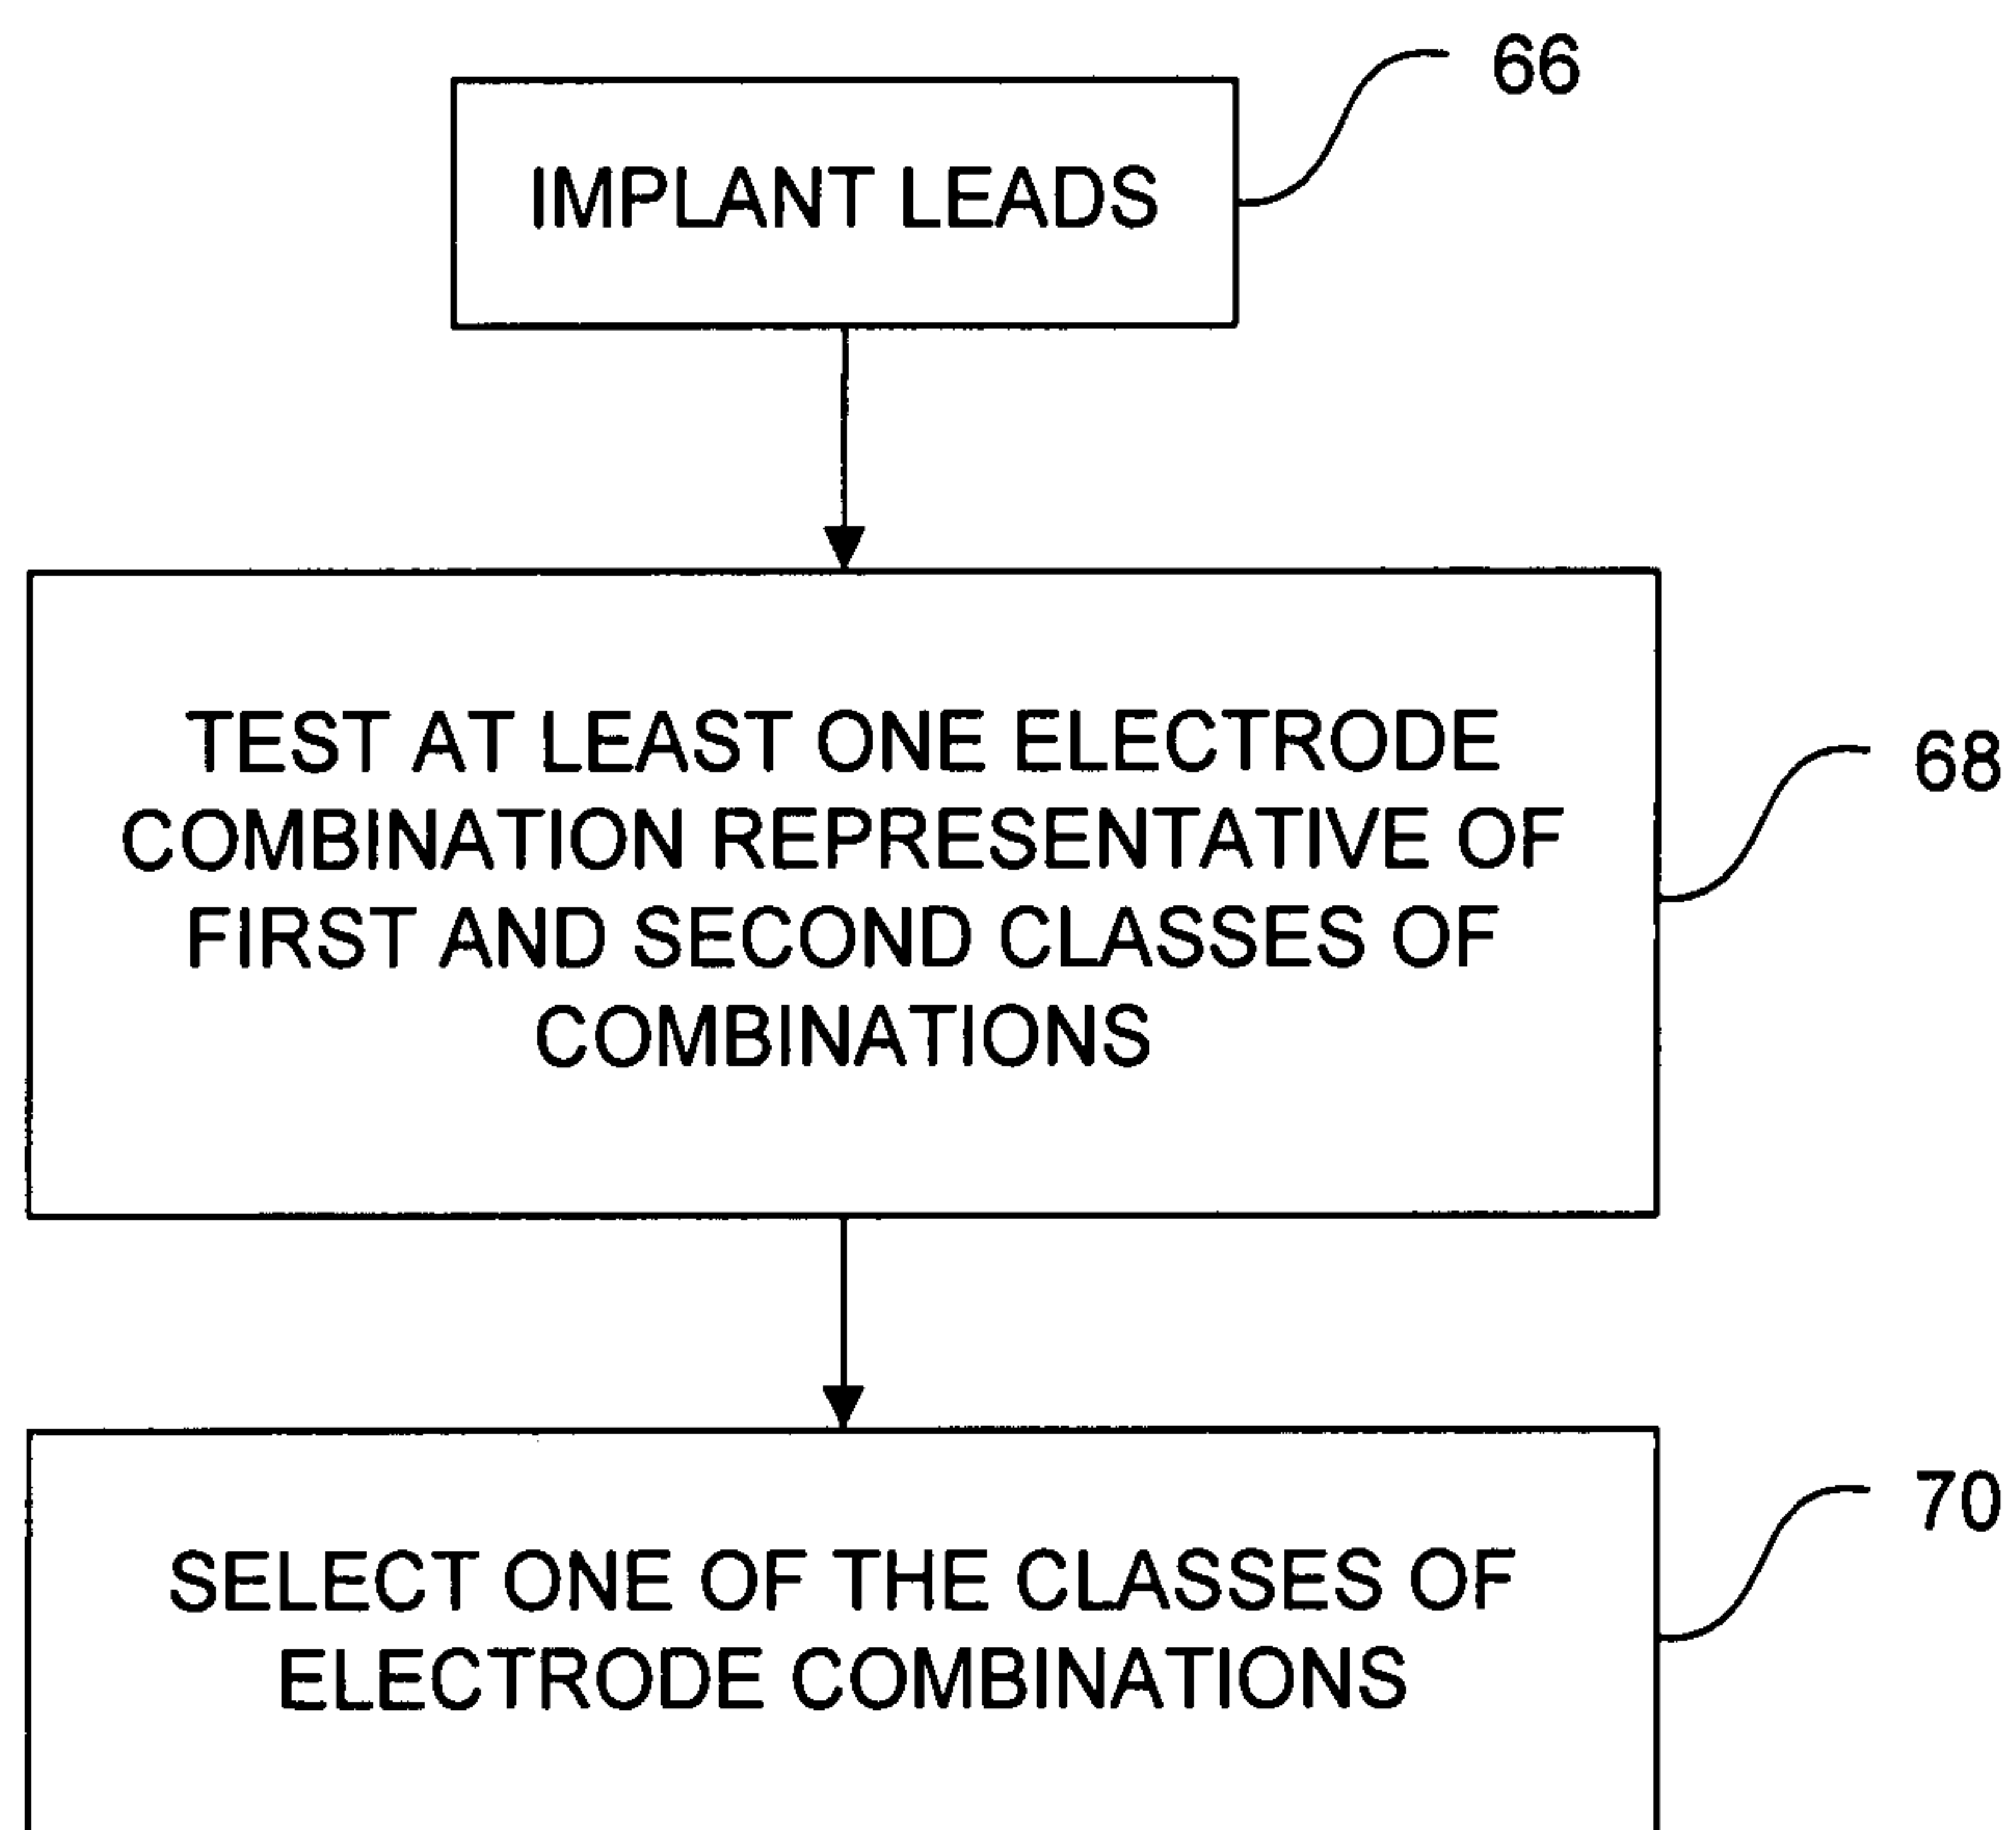 IMPLANT LEADS
66
TEST AT LEAST ONE ELECTRODE
COMBINATION REPRESENTATIVE OF
FIRST AND SECOND CLASSES OF
COMBINATIONS
68
SELECT ONE OF THE CLASSES OF
ELECTRODE COMBINATIONS
70